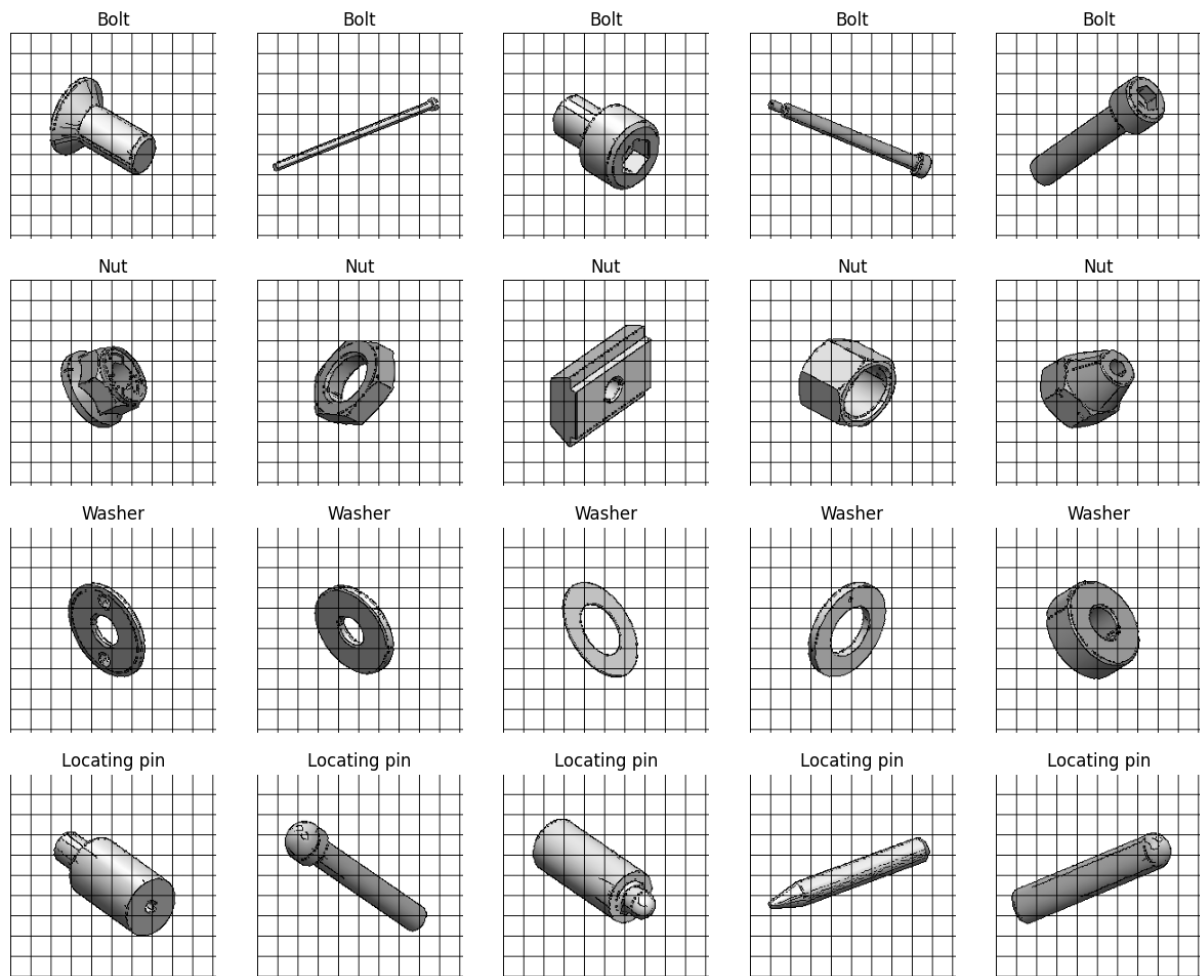 Bolt Bolt Bolt Bolt Bolt
Nut Nut Nut Nut Nut
Washer Washer Washer Washer Washer
Locating pin Locating pin Locating pin Locating pin Locating pin